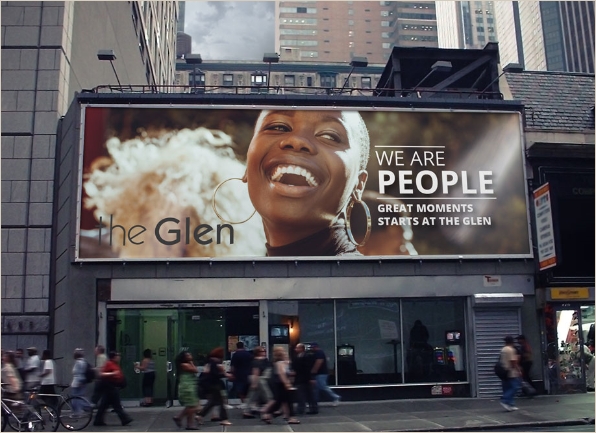 WE ARE
PEOPLE
GREAT MOMENTS
STARTS AT THE GLEN
the Glen